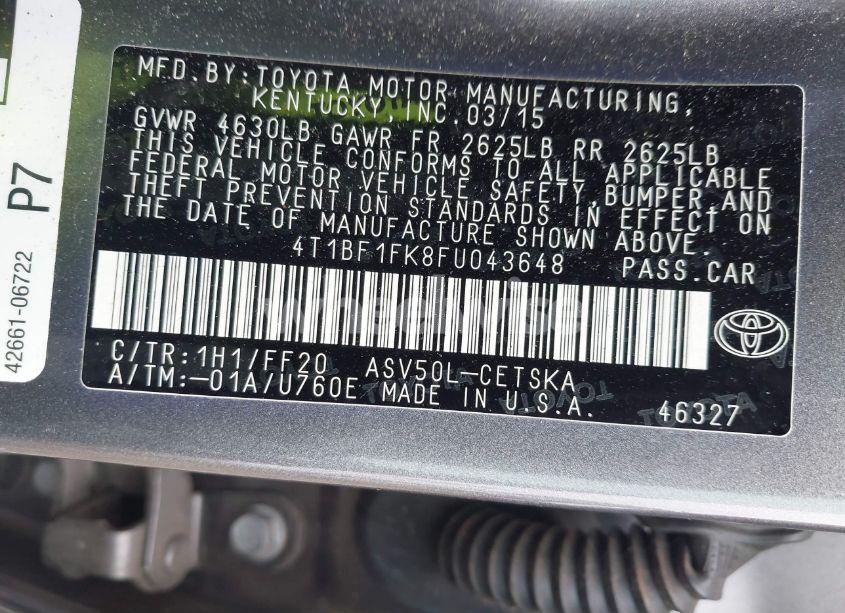 MFD.BY:TOYOTA MOTOR MANUFACTURING,
KENTUCKY,INC.03/15
GVWR 4630LB GAWR FR 2625LB RR 2625LB
THIS VEHICLE CONFORMS TO ALL APPLICABLE
FEDERAL MOTOR VEHICLE SAFETY,BUMPER,AND
THEFT PREVENTION STANDARDS IN EFFECT ON
THE DATE OF MANUFACTURE SHOWN ABOVE.
4T1BF1FK8FU043648 PASS.CAR
wheelwise
C/TR:1H1/FF20 ASV50L-CETSKA
A/TM:-01A/U760E MADE IN U.S.A. 46327
TOYOTA
TOYOTA
42661-06722 P7